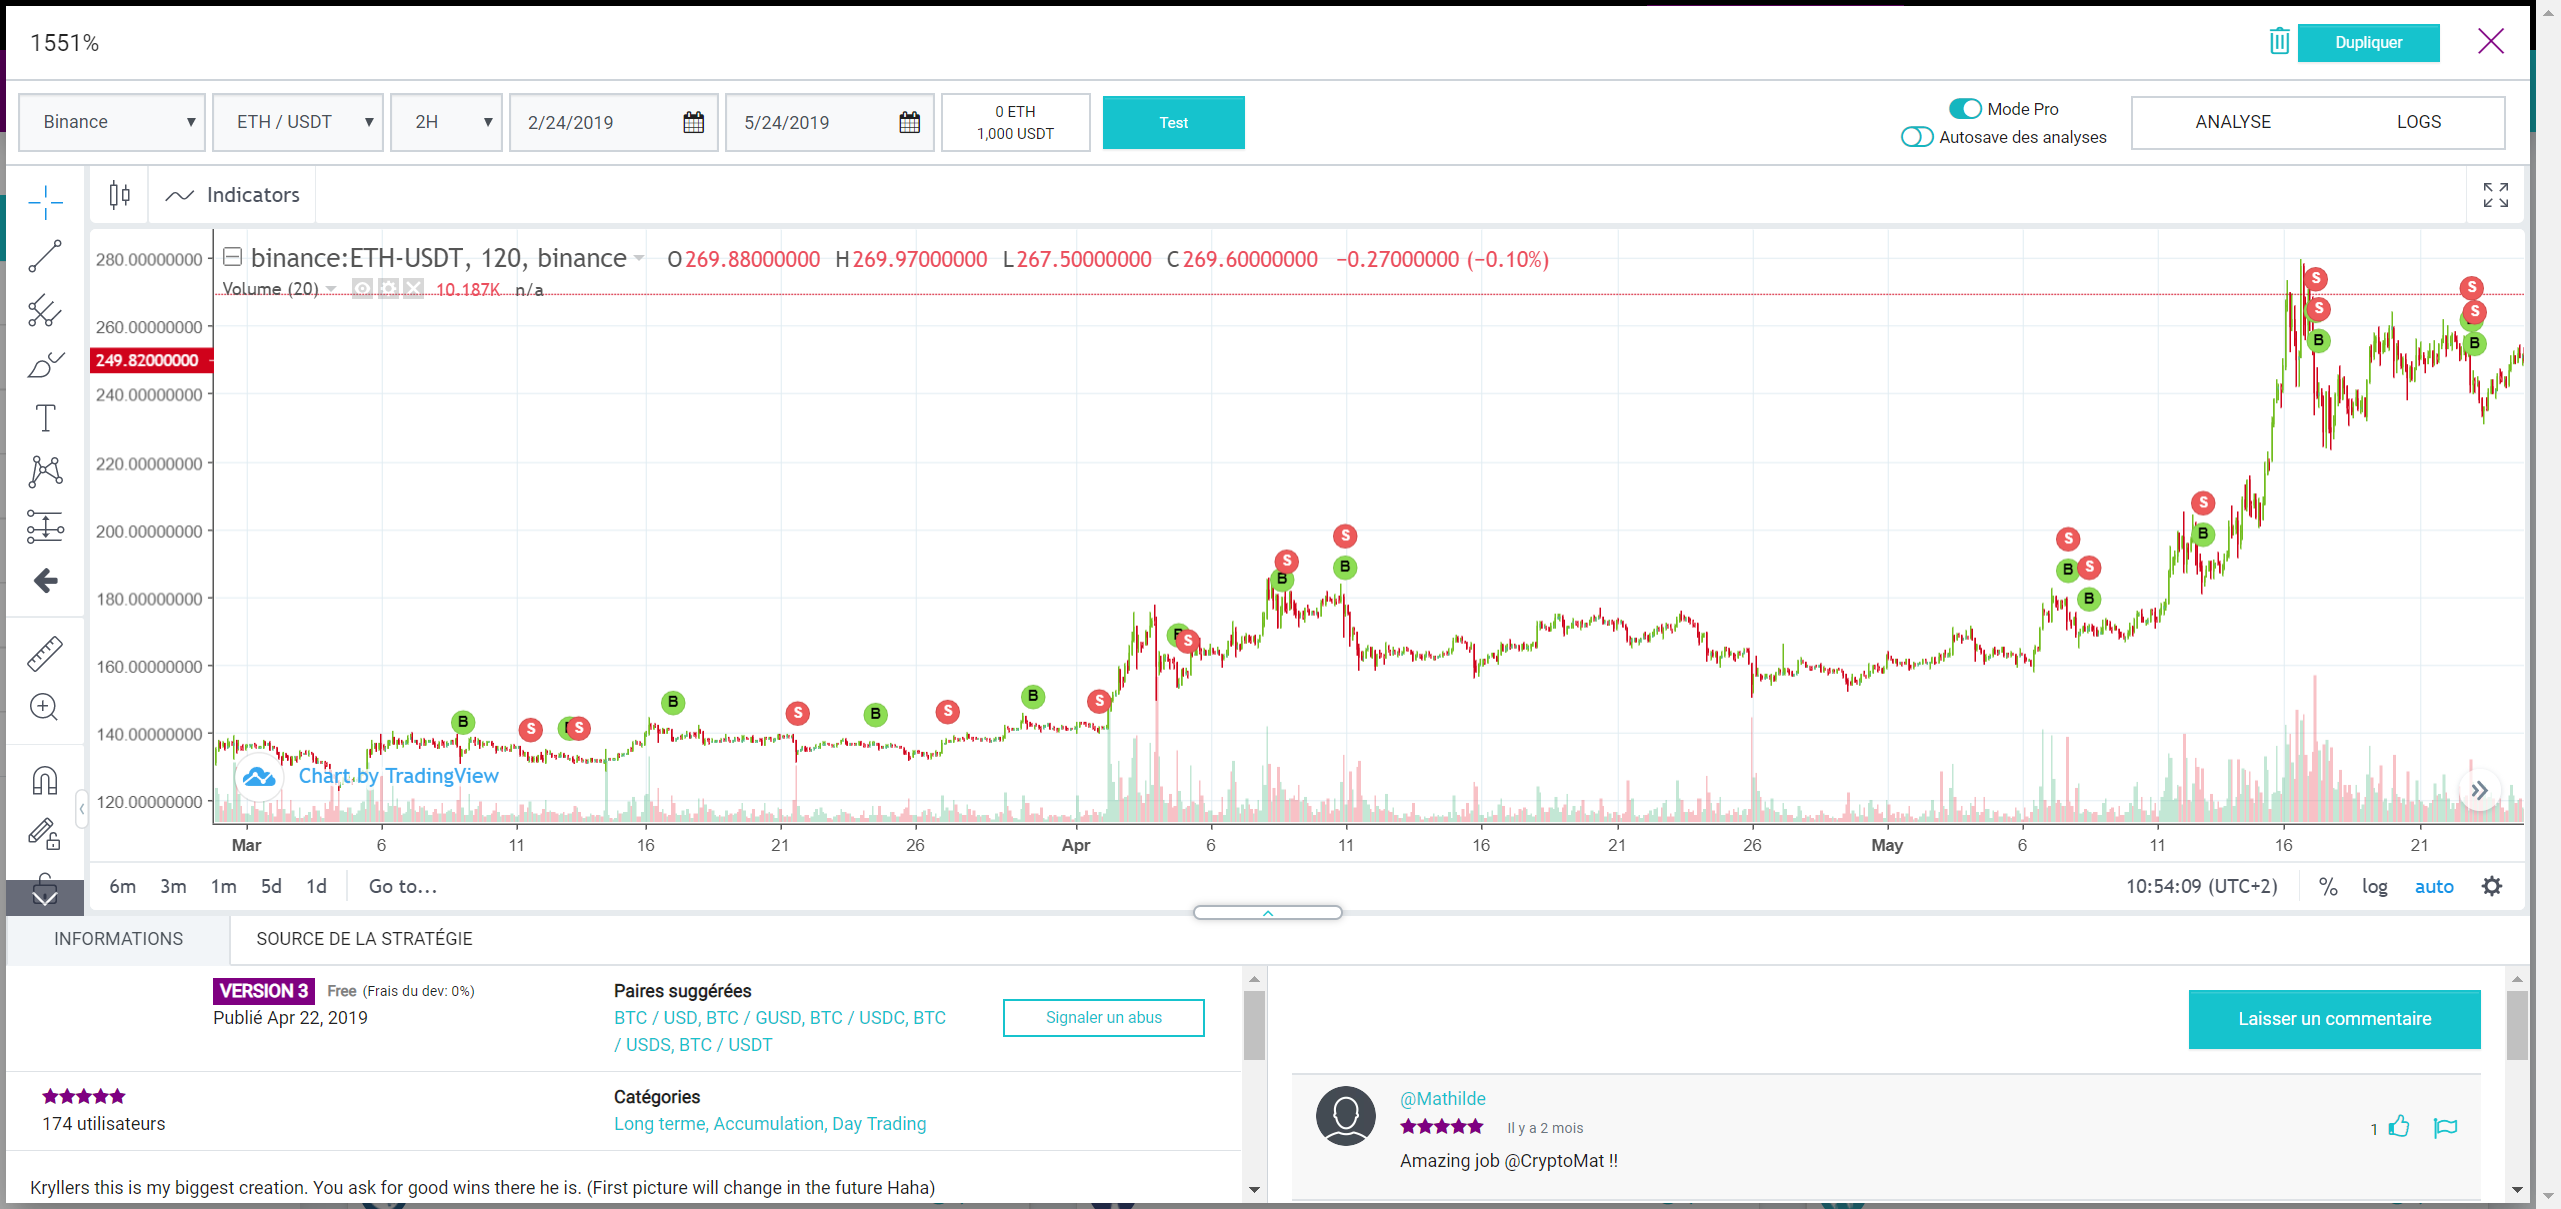 1551%
Dupliquer
Binance ETH / USDT 2H 2/24/2019 5/24/2019
0 ETH
1,000 USDT
Test
Mode Pro
Autosave des analyses
ANALYSE LOGS
Indicators
binance:ETH-USDT, 120, binance O269.88000000 H269.97000000 L267.50000000 C269.60000000 −0.27000000 (−0.10%)
Volume (20) 10.187K n/a
280.00000000
260.00000000
249.82000000
240.00000000
220.00000000
200.00000000
180.00000000
160.00000000
140.00000000
120.00000000
S S B
S S B
S B
S B S B
S B
B S
B S
B S B S B S B S B S
Chart by TradingView
Mar 6 11 16 21 26 Apr 6 11 16 21 26 May 6 11 16 21
6m 3m 1m 5d 1d Go to...
10:54:09 (UTC+2) % log auto
INFORMATIONS SOURCE DE LA STRATÉGIE
VERSION 3 Free (Frais du dev: 0%)
Publié Apr 22, 2019
Paires suggérées
BTC / USD, BTC / GUSD, BTC / USDC, BTC
/ USDS, BTC / USDT
Signaler un abus
174 utilisateurs
Catégories
Long terme, Accumulation, Day Trading
Kryllers this is my biggest creation. You ask for good wins there he is. (First picture will change in the future Haha)
Laisser un commentaire
@Mathilde
Il y a 2 mois
1
Amazing job @CryptoMat !!